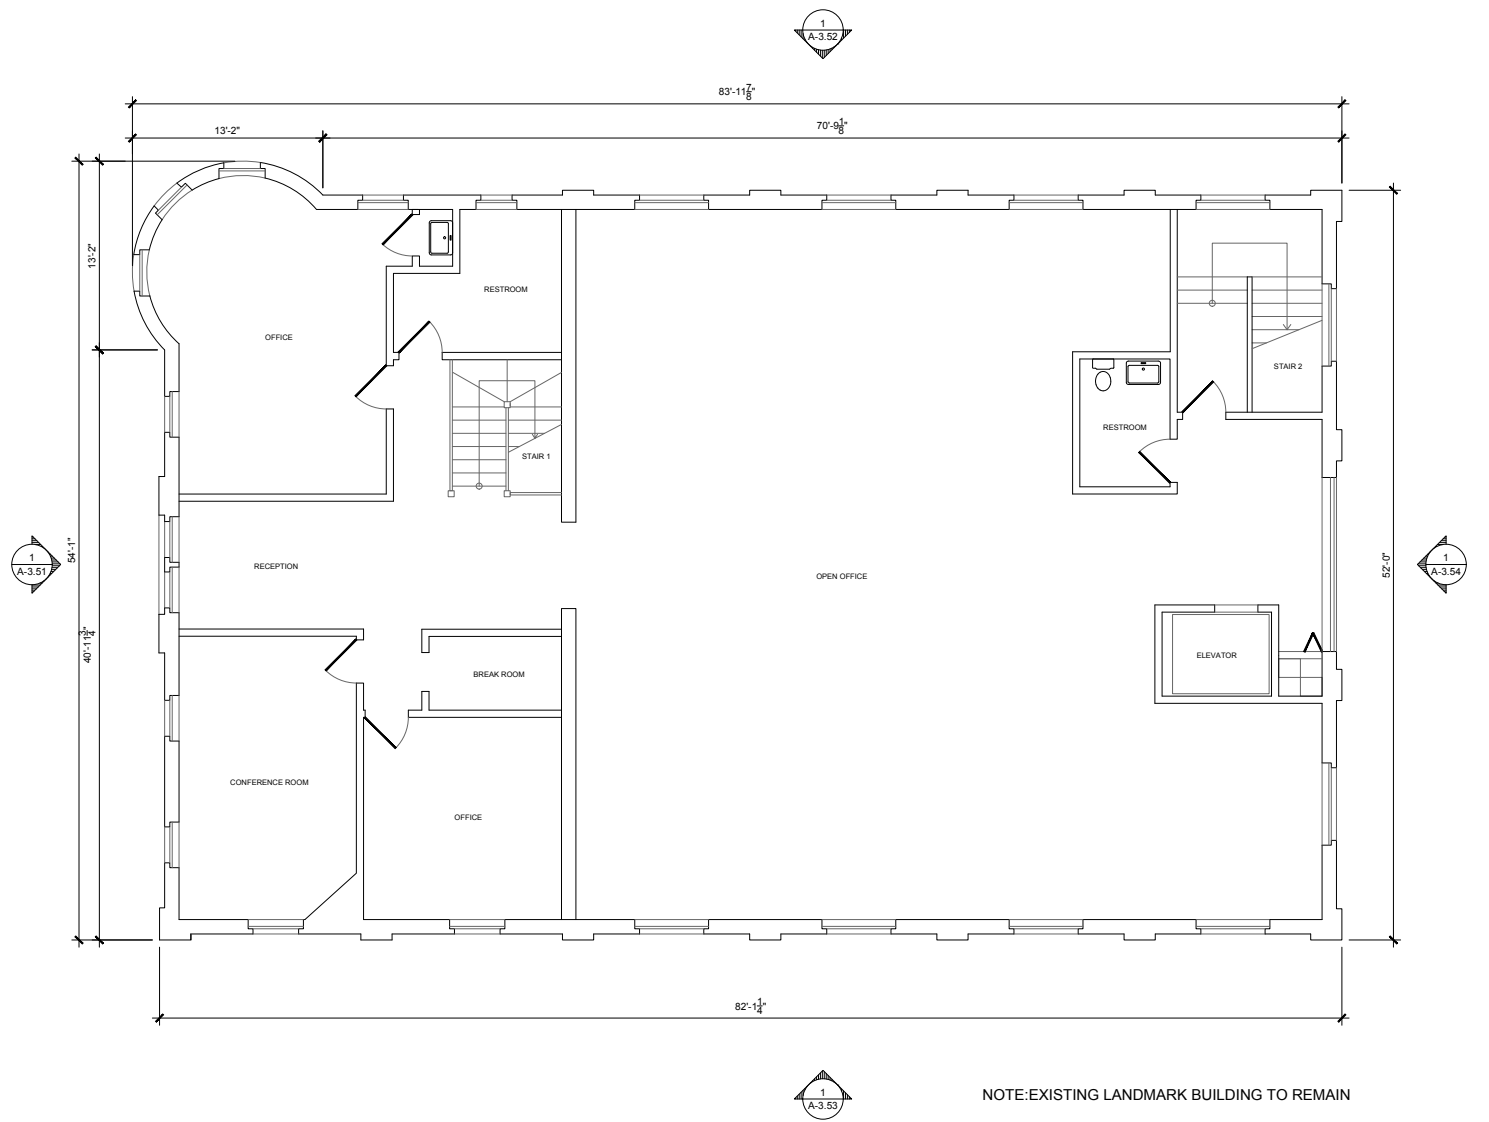 1
A-3.52
83'-11 7/8"
13'-2"
70'-9 1/8"
13'-2"
RESTROOM
OFFICE
STAIR 2
RESTROOM
STAIR 1
54'-1"
1
A-3.51
RECEPTION
OPEN OFFICE
52'-0"
1
A-3.54
40'-11 3/4"
ELEVATOR
BREAK ROOM
CONFERENCE ROOM
OFFICE
82'-1 1/4"
1
A-3.53
NOTE:EXISTING LANDMARK BUILDING TO REMAIN